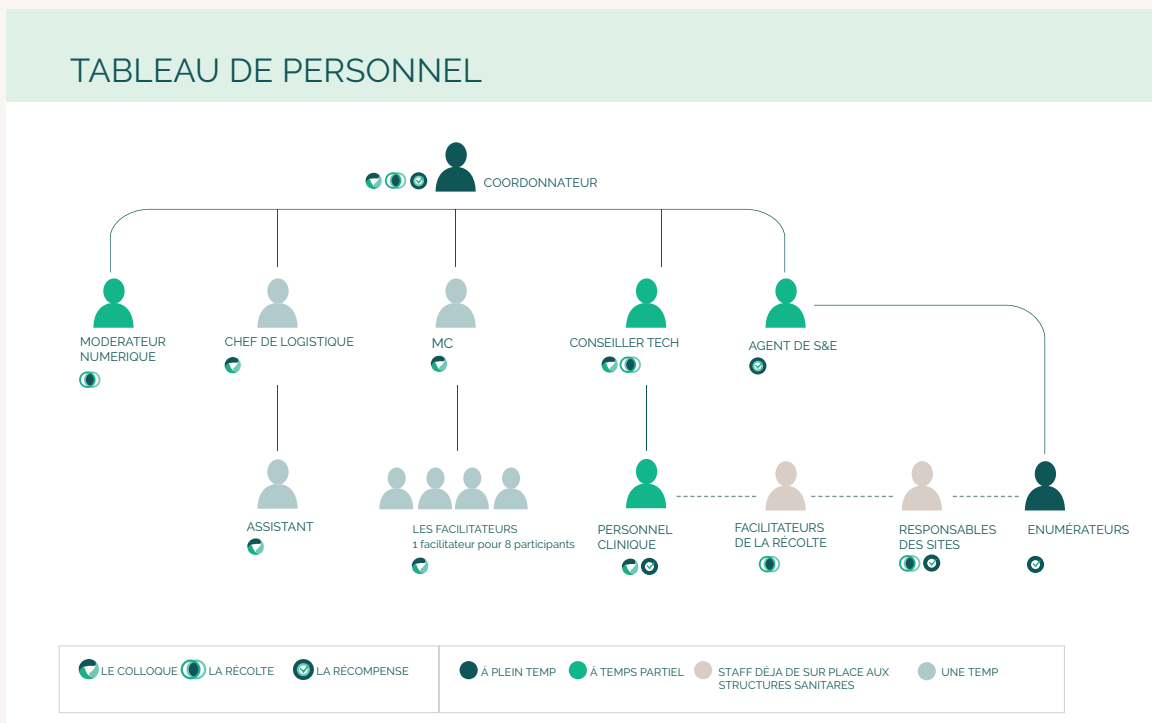 TABLEAU DE PERSONNEL
COORDONNATEUR
MODERATEUR
NUMERIQUE
CHEF DE LOGISTIQUE
MC
CONSEILLER TECH
AGENT DE S&E
ASSISTANT
LES FACILITATEURS
1 facilitateur pour 8 participants
PERSONNEL
CLINIQUE
FACILITATEURS
DE LA RÉCOLTE
RESPONSABLES
DES SITES
ENUMÉRATEURS
LE COLLOQUE
LA RÉCOLTE
LA RÉCOMPENSE
À PLEIN TEMP
Á TEMPS PARTIEL
STAFF DÉJA DE SUR PLACE AUX
STRUCTURES SANITARES
UNE TEMP